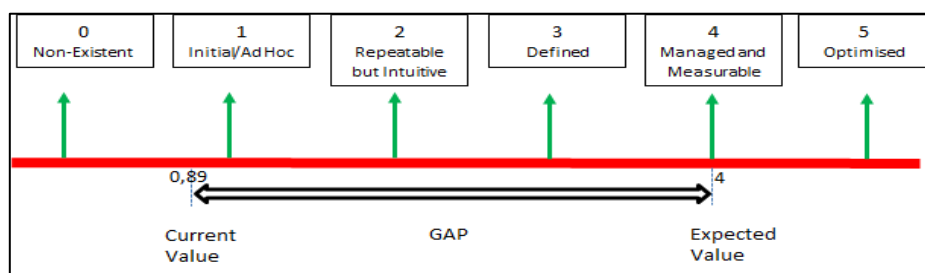 0
Non-Existent
1
Initial/Ad Hoc
2
Repeatable
but Intuitive
3
Defined
4
Managed and
Measurable
5
Optimised
0,89
4
Current
Value
GAP
Expected
Value